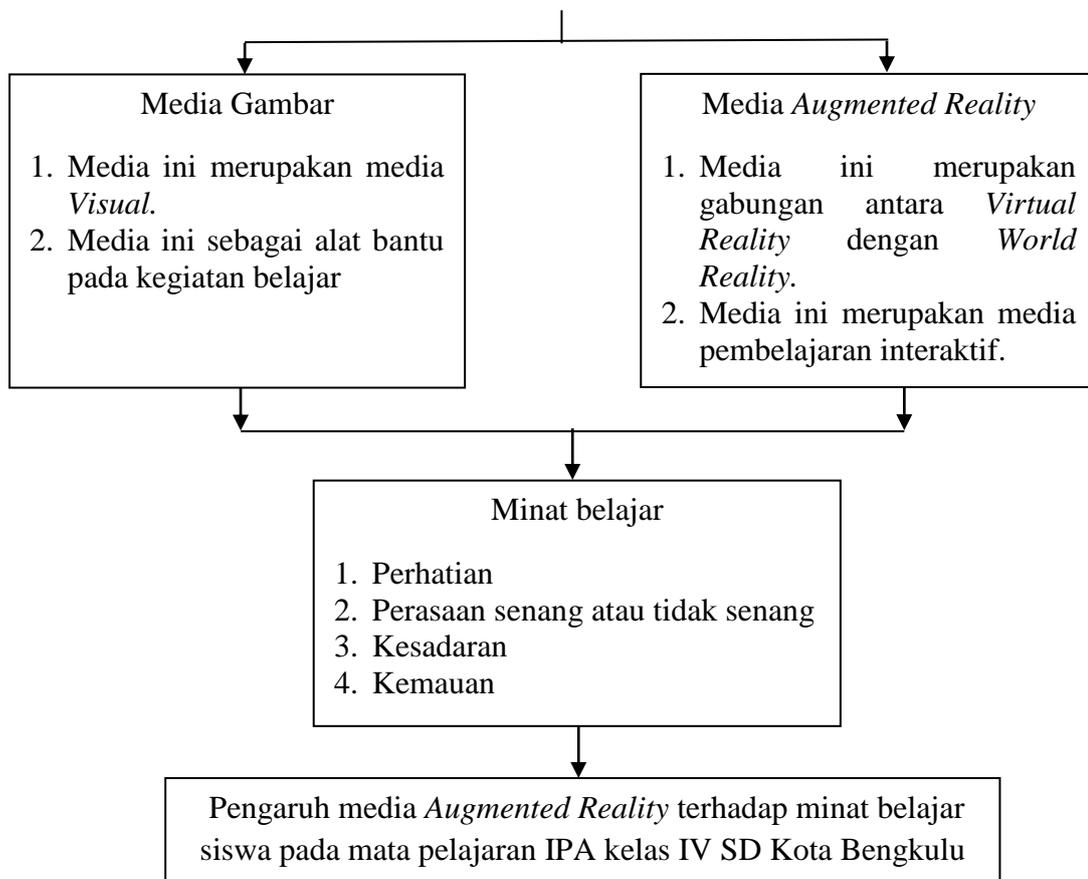 Media Gambar
1. Media ini merupakan media
Visual.
2. Media ini sebagai alat bantu
pada kegiatan belajar
Media Augmented Reality
1. Media ini merupakan
gabungan antara Virtual
Reality dengan World
Reality.
2. Media ini merupakan media
pembelajaran interaktif.
Minat belajar
1. Perhatian
2. Perasaan senang atau tidak senang
3. Kesadaran
4. Kemauan
Pengaruh media Augmented Reality terhadap minat belajar
siswa pada mata pelajaran IPA kelas IV SD Kota Bengkulu